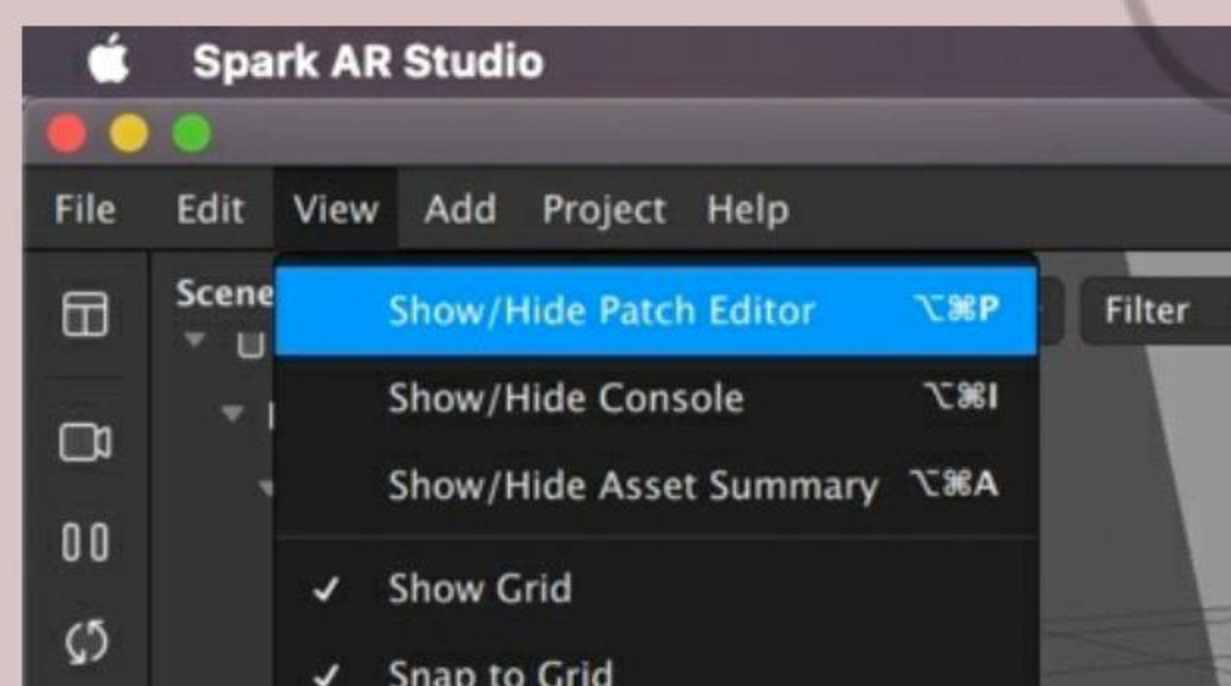 Spark AR Studio
File Edit View Add Project Help
Scene
Show/Hide Patch Editor ⌥⌘P
Filter
Show/Hide Console ⌥⌘I
Show/Hide Asset Summary ⌥⌘A
Show Grid
Snap to Grid